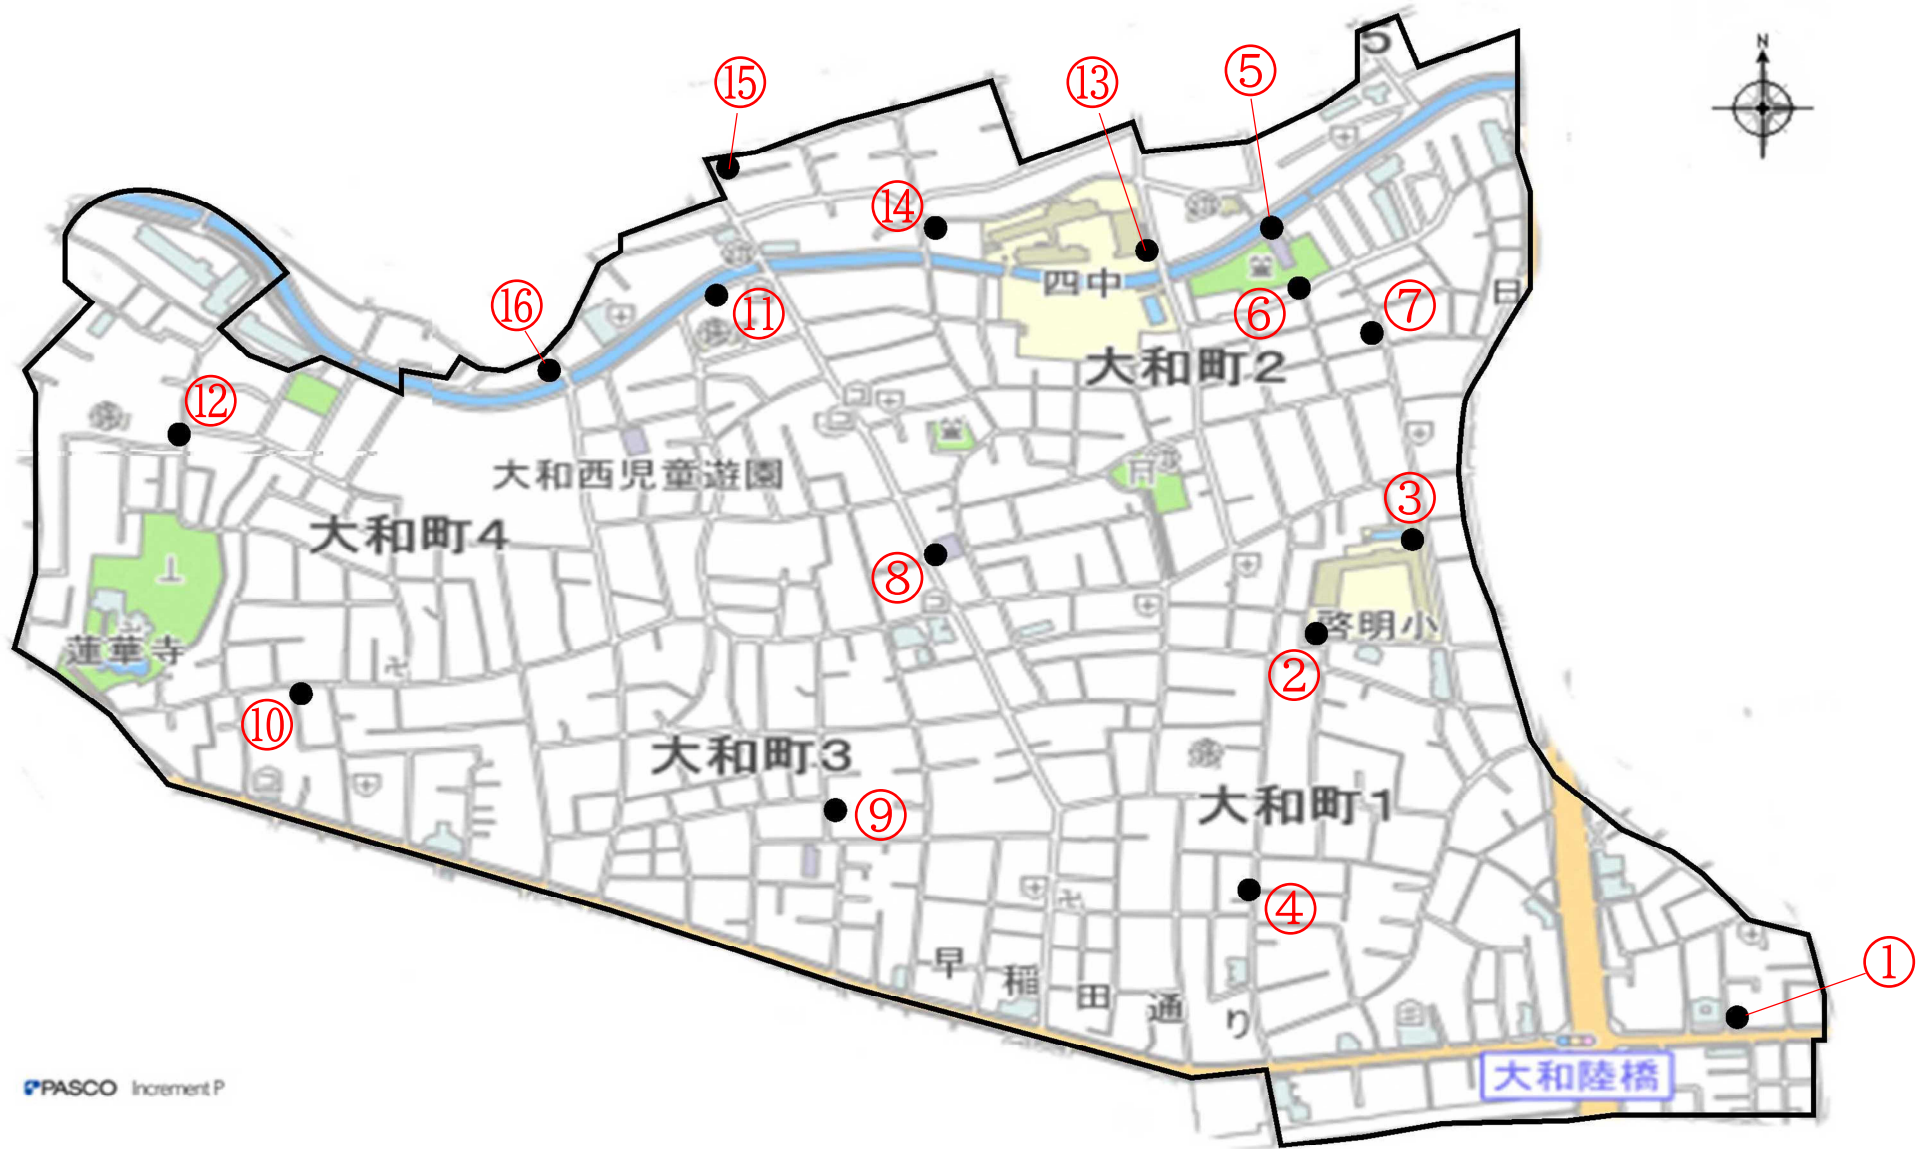 5
N
⑮
⑬
⑤
⑭
四中
⑯
⑪
⑥
⑦
日
大和町2
⑫
大和西児童遊園
③
大和町4
⑧
啓明小
蓮華寺
②
⑩
大和町3
⑨
大和町1
④
早稲田通り
①
大和陸橋
PASCO Increment P